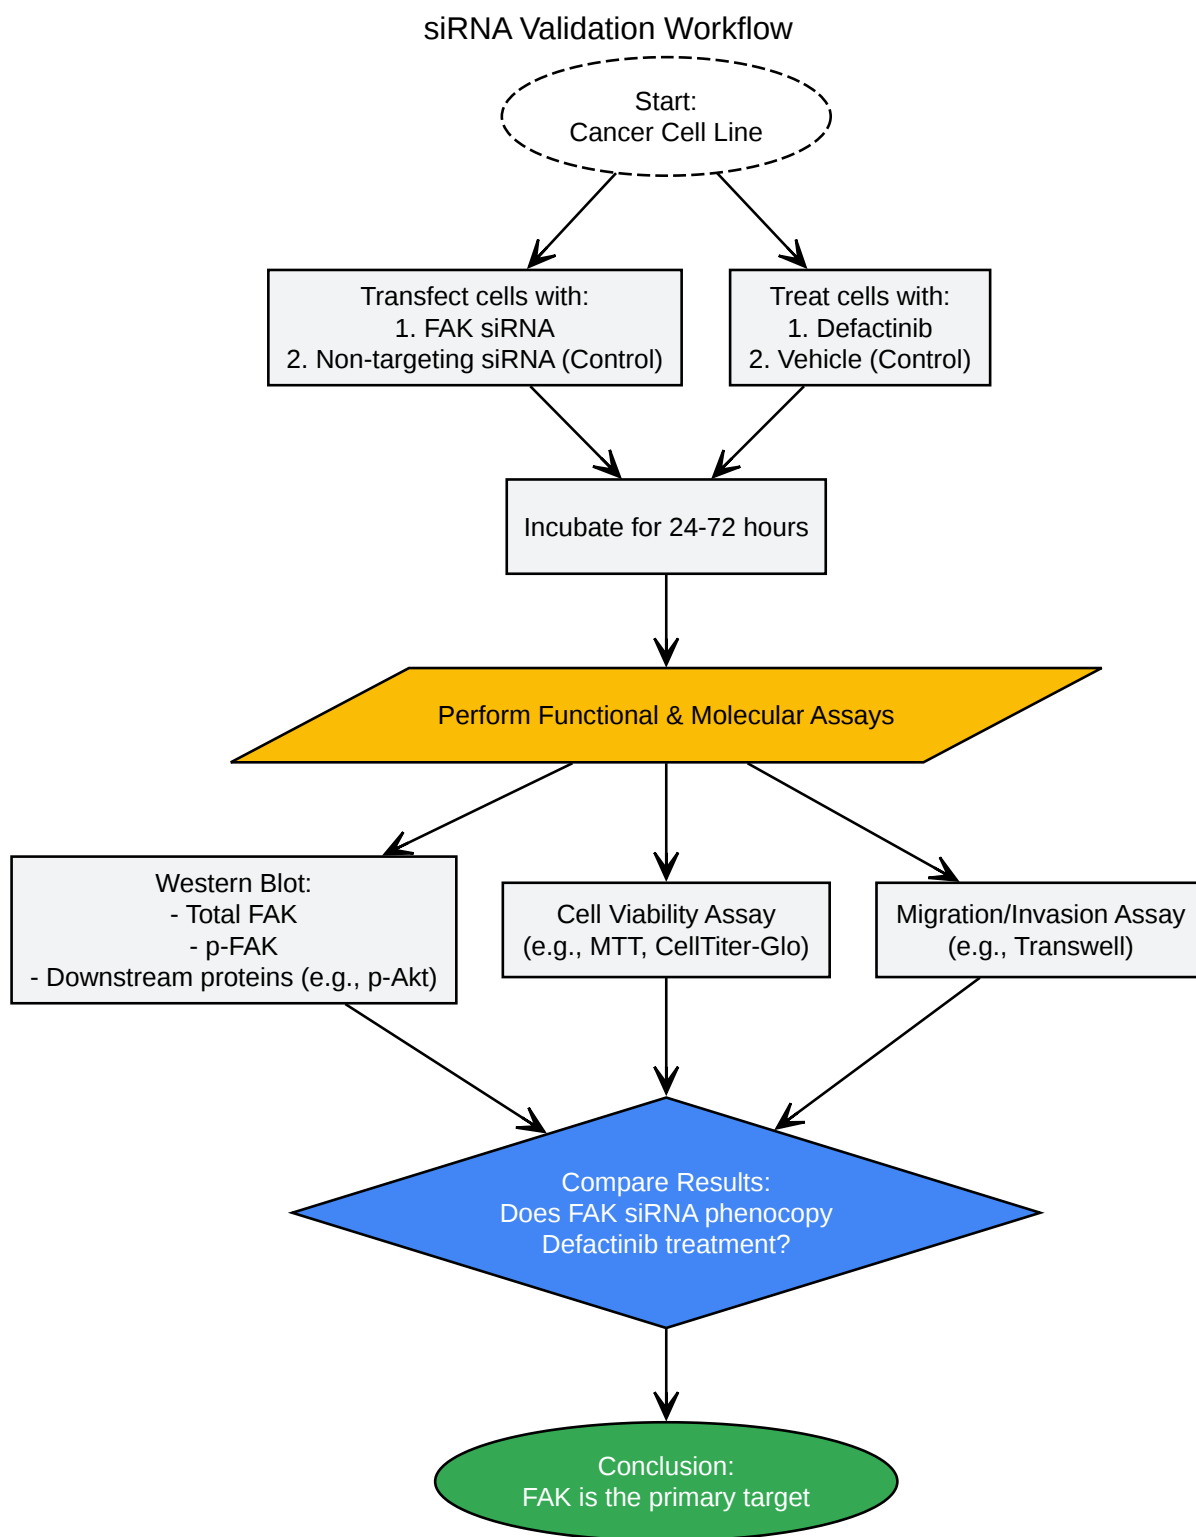 siRNA Validation Workflow
Start:
Cancer Cell Line
Transfect cells with:
1. FAK siRNA
2. Non-targeting siRNA (Control)
Treat cells with:
1. Defactinib
2. Vehicle (Control)
Incubate for 24-72 hours
Perform Functional & Molecular Assays
Western Blot:
- Total FAK
- p-FAK
- Downstream proteins (e.g., p-Akt)
Cell Viability Assay
(e.g., MTT, CellTiter-Glo)
Migration/Invasion Assay
(e.g., Transwell)
Compare Results:
Does FAK siRNA phenocopy
Defactinib treatment?
Conclusion:
FAK is the primary target